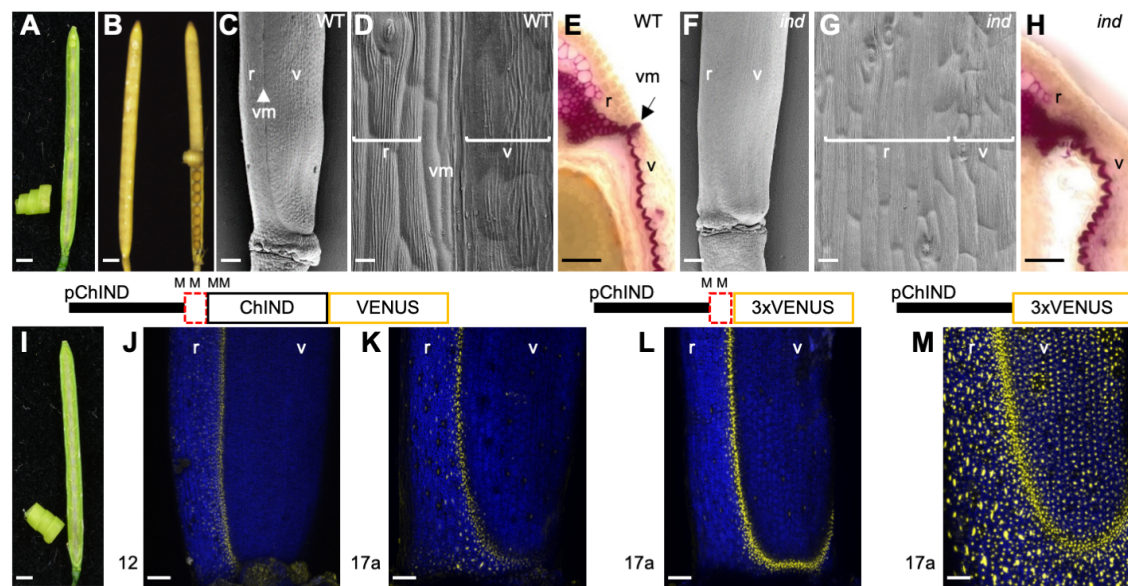 A B C WT D WT E WT F ind G ind H ind
r v vm
r vm v
r vm v
r v
r v
r v
pChIND M M MM ChIND VENUS
pChIND M M 3xVENUS
pChIND 3xVENUS
I J r v K r v L r v M r v
12 17a 17a 17a